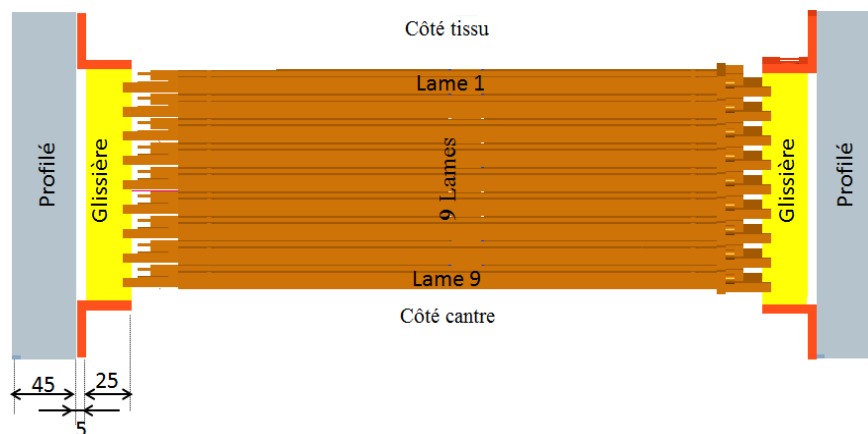 Côté tissu
Lame 1
Profilé
Glissière
9 Lames
Glissière
Profilé
Lame 9
Côté cantre
45
25
5